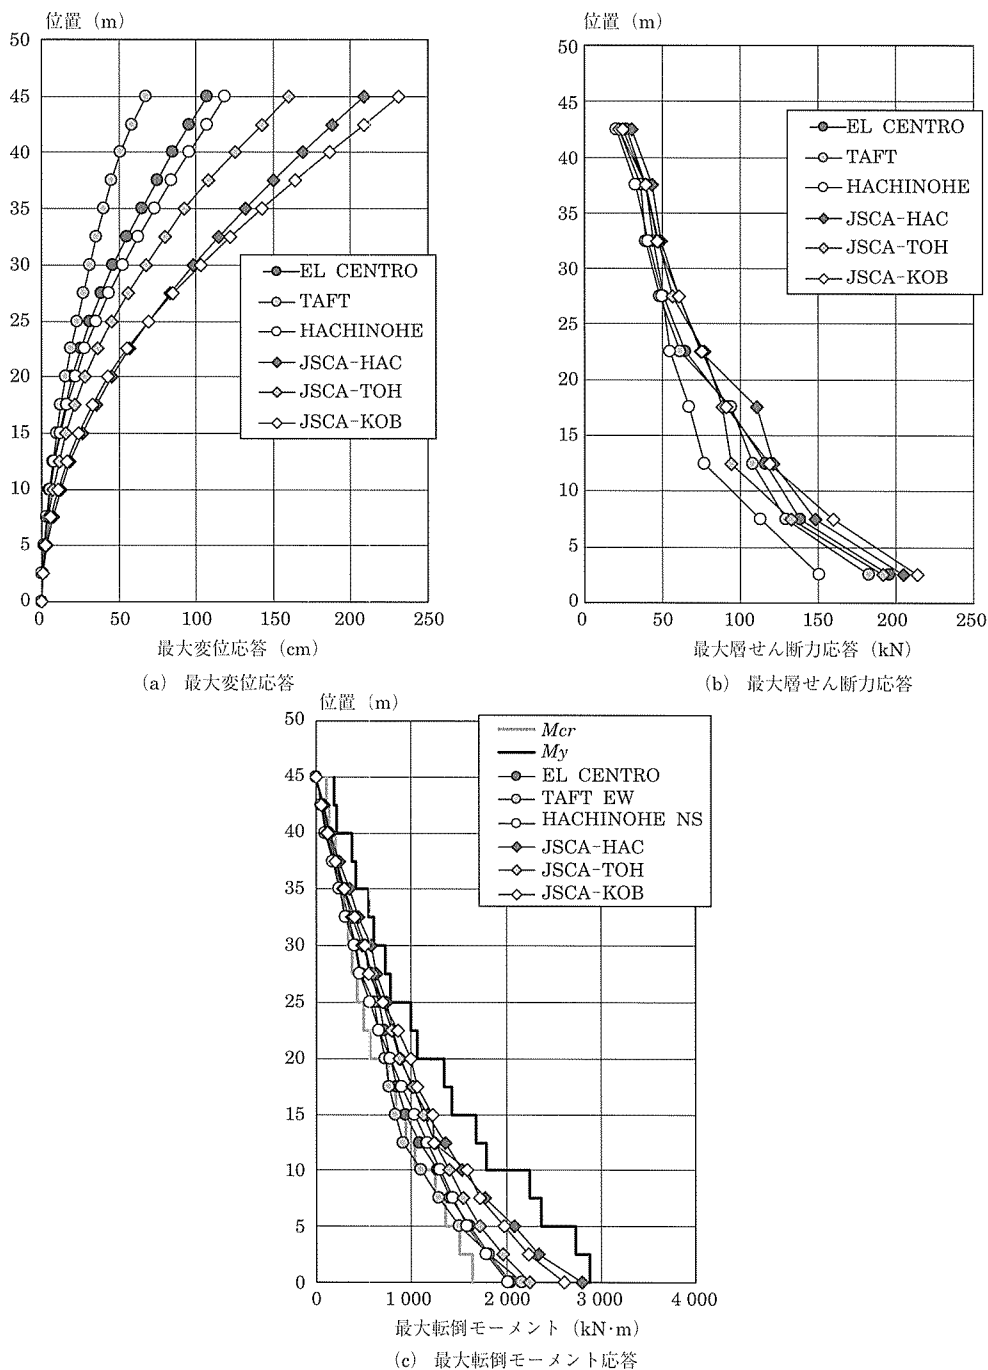 位置 (m)
50
45
40
35
30
25
20
15
10
5
0
0 50 100 150 200 250
EL CENTRO
TAFT
HACHINOHE
JSCA-HAC
JSCA-TOH
JSCA-KOB
最大変位応答 (cm)
(a) 最大変位応答
位置 (m)
50
45
40
35
30
25
20
15
10
5
0
0 50 100 150 200 250
EL CENTRO
TAFT
HACHINOHE
JSCA-HAC
JSCA-TOH
JSCA-KOB
最大層せん断力応答 (kN)
(b) 最大層せん断力応答
位置 (m)
50
45
40
35
30
25
20
15
10
5
0
0 1 000 2 000 3 000 4 000
Mcr
My
EL CENTRO
TAFT EW
HACHINOHE NS
JSCA-HAC
JSCA-TOH
JSCA-KOB
最大転倒モーメント (kN·m)
(c) 最大転倒モーメント応答